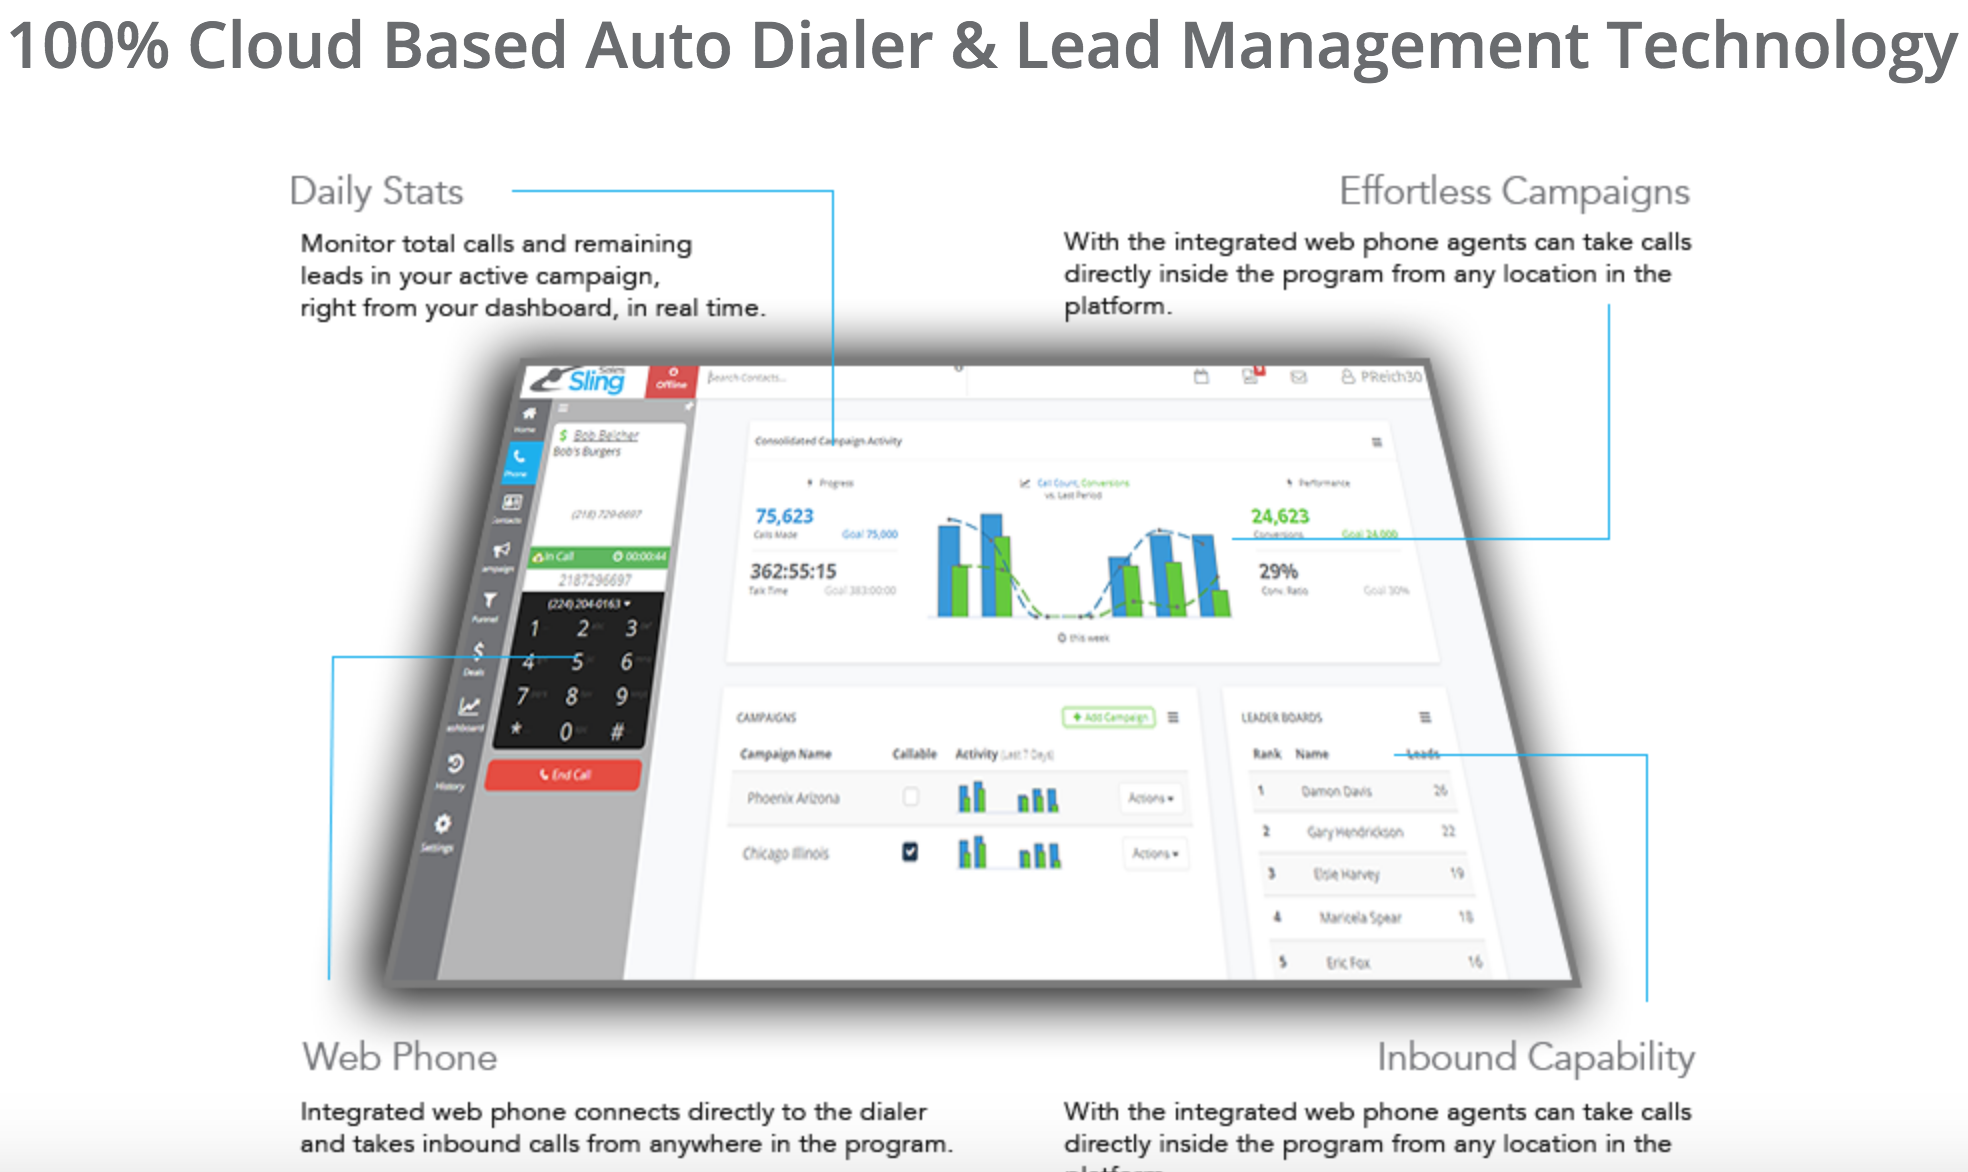 100% Cloud Based Auto Dialer & Lead Management Technology
Daily Stats
Monitor total calls and remaining
leads in your active campaign,
right from your dashboard, in real time.
Effortless Campaigns
With the integrated web phone agents can take calls
directly inside the program from any location in the
platform.
Sales
Sling
Offline
Search Contacts...
PReich30
Home
Phone
Contacts
ampaign
Funnel
Deals
ashboard
History
Settings
$ Bob Belcher
Bob's Burgers
(218) 729-6697
In Call 00:00:44
2187296697
(224) 204-0163
1 2 3
4 5 6
7 8 9
* 0 #
End Call
Consolidated Campaign Activity
Progress
75,623
Calls Made Goal 75,000
362:55:15
Talk Time Goal 383:00:00
Call Count, Conversions
vs. Last Period
this week
Performance
24,623
Conversions Goal 24,000
29%
Conv. Ratio Goal 30%
CAMPAIGNS
+ Add Campaign
Campaign Name Callable Activity (Last 7 Days)
Phoenix Arizona Actions
Chicago Illinois Actions
LEADER BOARDS
Rank Name Leads
1 Damon Davis 26
2 Gary Hendrickson 22
3 Elsie Harvey 19
4 Maricela Spear 18
5 Eric Fox 16
Web Phone
Integrated web phone connects directly to the dialer
and takes inbound calls from anywhere in the program.
Inbound Capability
With the integrated web phone agents can take calls
directly inside the program from any location in the
platform.